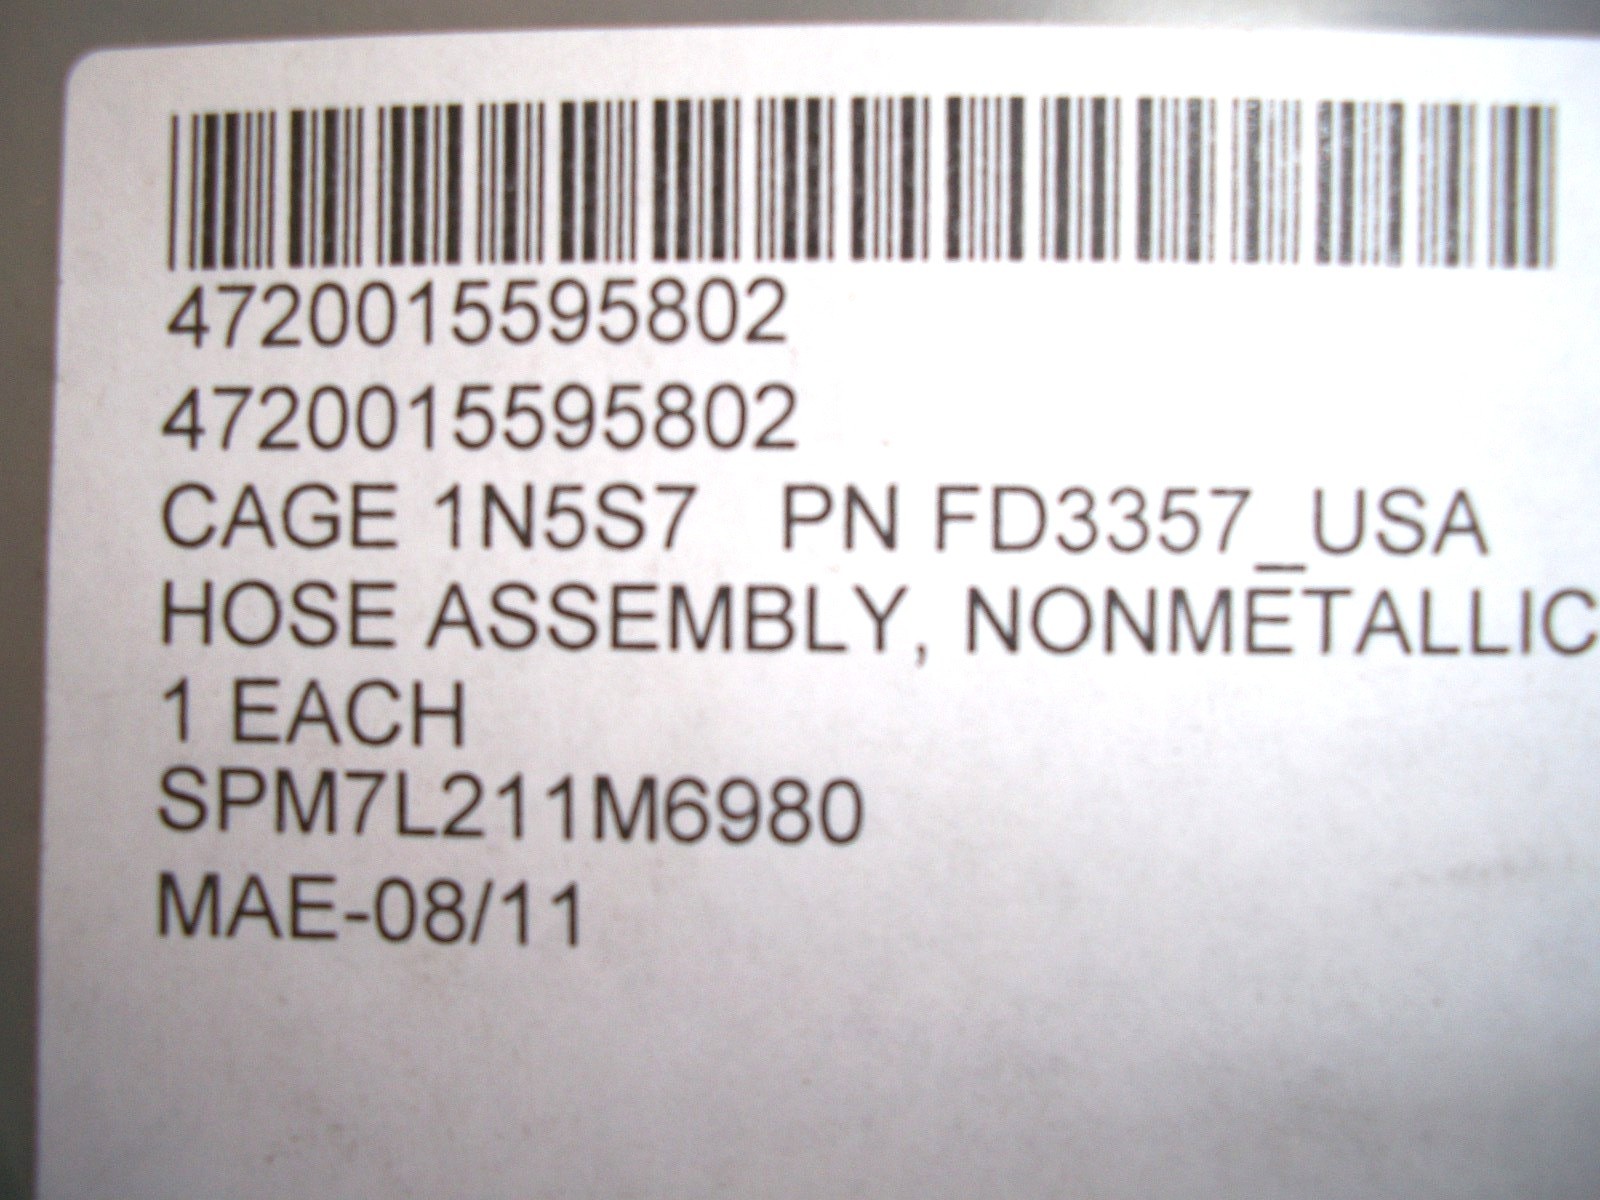 4720015595802
4720015595802
CAGE 1N5S7 PN FD3357_USA
HOSE ASSEMBLY, NONMETALLIC
1 EACH
SPM7L211M6980
MAE-08/11